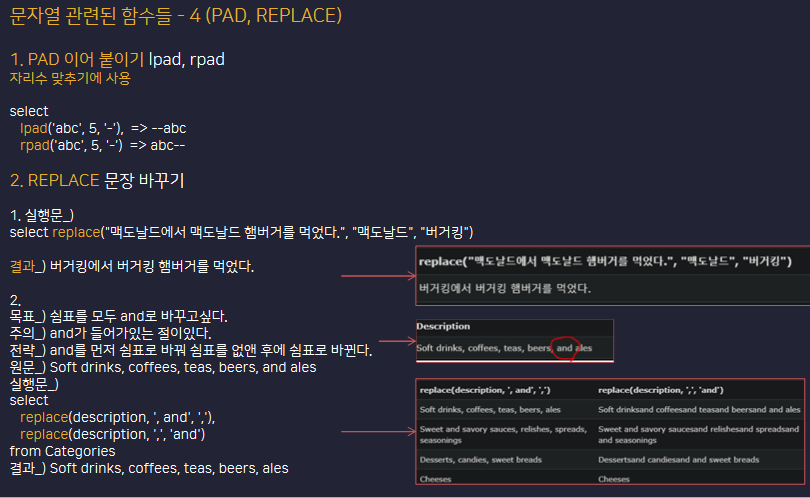 문자열 관련된 함수들 - 4 (PAD, REPLACE)
1. PAD 이어 붙이기 lpad, rpad
자리수 맞추기에 사용
select
lpad('abc', 5, '-'), => --abc
rpad('abc', 5, '-') => abc--
2. REPLACE 문장 바꾸기
1. 실행문_)
select replace("맥도날드에서 맥도날드 햄버거를 먹었다.", "맥도날드", "버거킹")
결과_) 버거킹에서 버거킹 햄버거를 먹었다.
replace("맥도날드에서 맥도날드 햄버거를 먹었다.", "맥도날드", "버거킹")
버거킹에서 버거킹 햄버거를 먹었다.
2.
목표_) 쉼표를 모두 and로 바꾸고싶다.
주의_) and가 들어가있는 절이있다.
전략_) and를 먼저 쉼표로 바꿔 쉼표를 없앤 후에 쉼표로 바뀐다.
원문_) Soft drinks, coffees, teas, beers, and ales
Description
Soft drinks, coffees, teas, beers, and ales
실행문_)
select
replace(description, ', and', ','),
replace(description, ',', 'and')
from Categories
결과_) Soft drinks, coffees, teas, beers, ales
replace(description, ', and', ',') replace(description, ',', 'and')
Soft drinks, coffees, teas, beers, ales Soft drinksand coffeesand teasand beersand and ales
Sweet and savory sauces, relishes, spreads, Sweet and savory saucesand relishesand spreadsand
seasonings and seasonings
Desserts, candies, sweet breads Dessertsand candiesand and sweet breads
Cheeses Cheeses